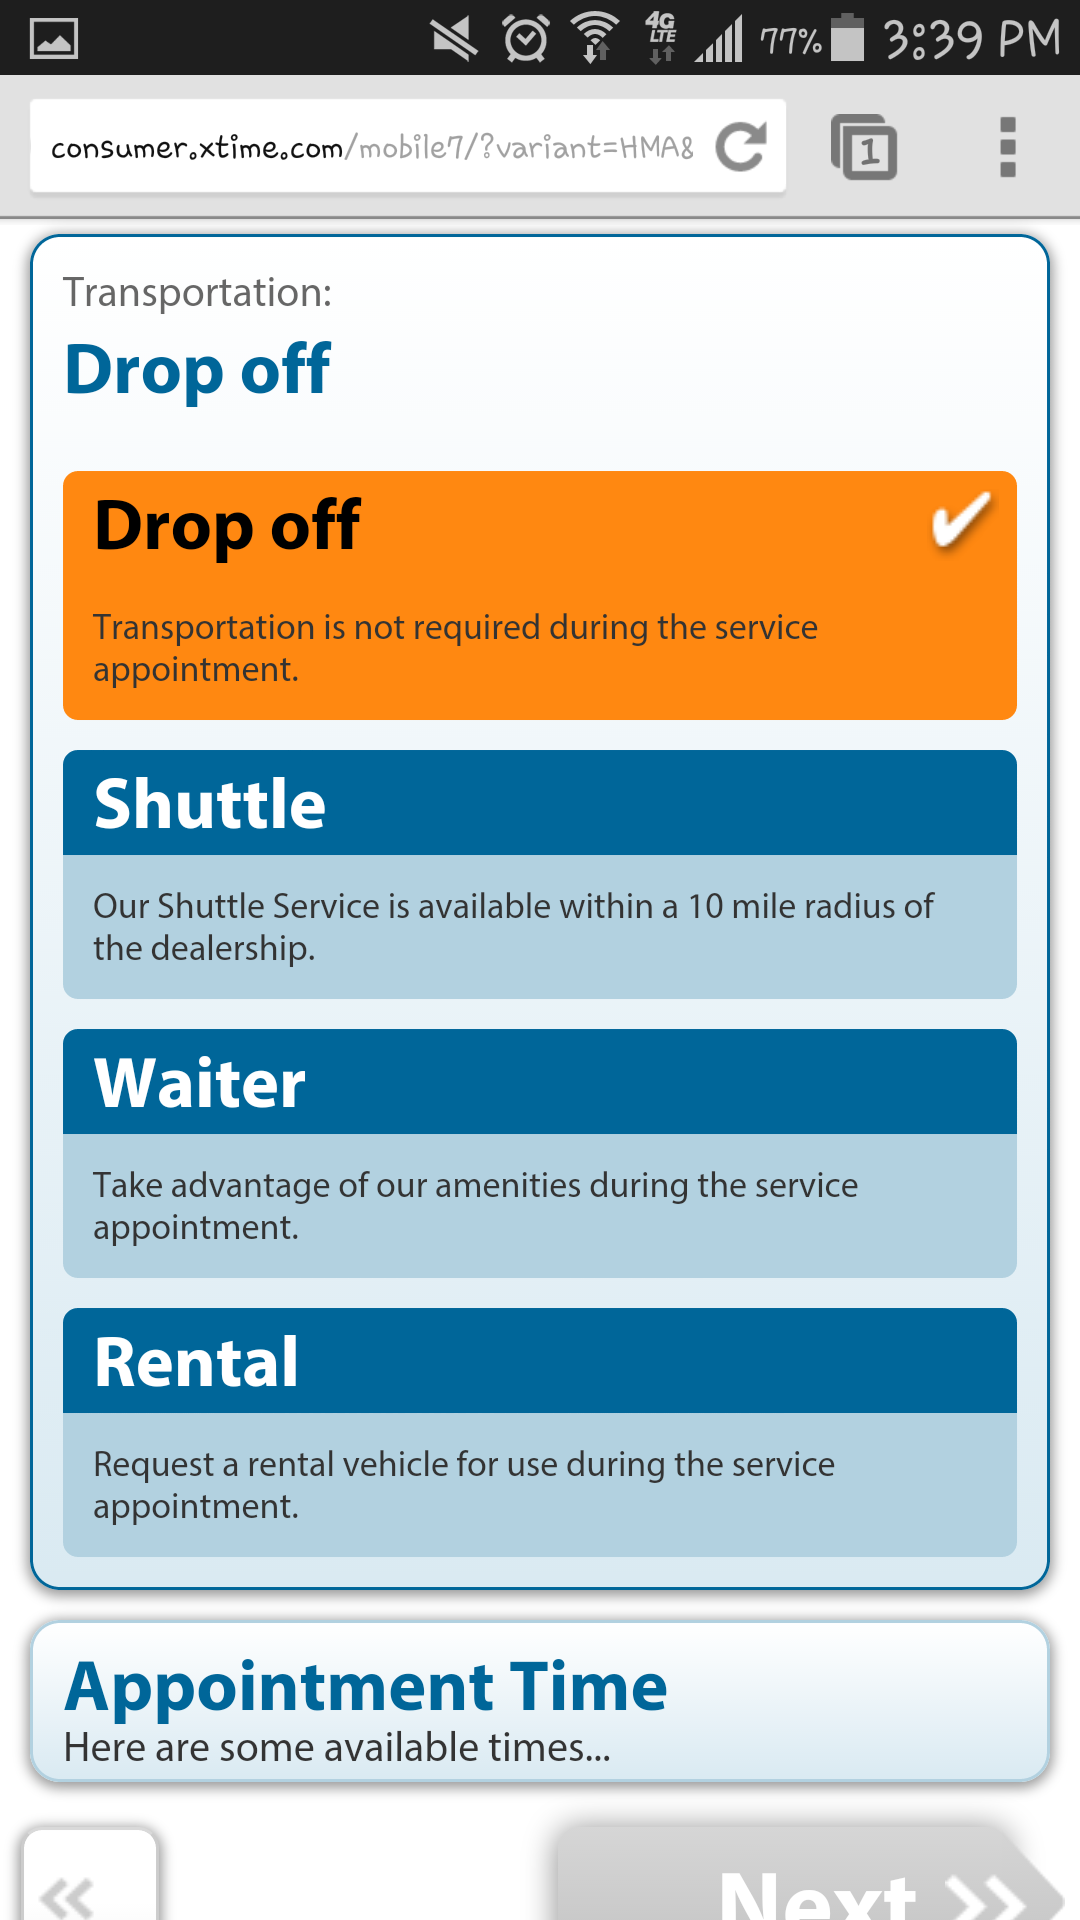 4G
LTE
77%
3:39 PM
consumer.xtime.com/mobile7/?variant=HMA&
1
Transportation:
Drop off
Drop off
Transportation is not required during the service
appointment.
Shuttle
Our Shuttle Service is available within a 10 mile radius of
the dealership.
Waiter
Take advantage of our amenities during the service
appointment.
Rental
Request a rental vehicle for use during the service
appointment.
Appointment Time
Here are some available times...
Next